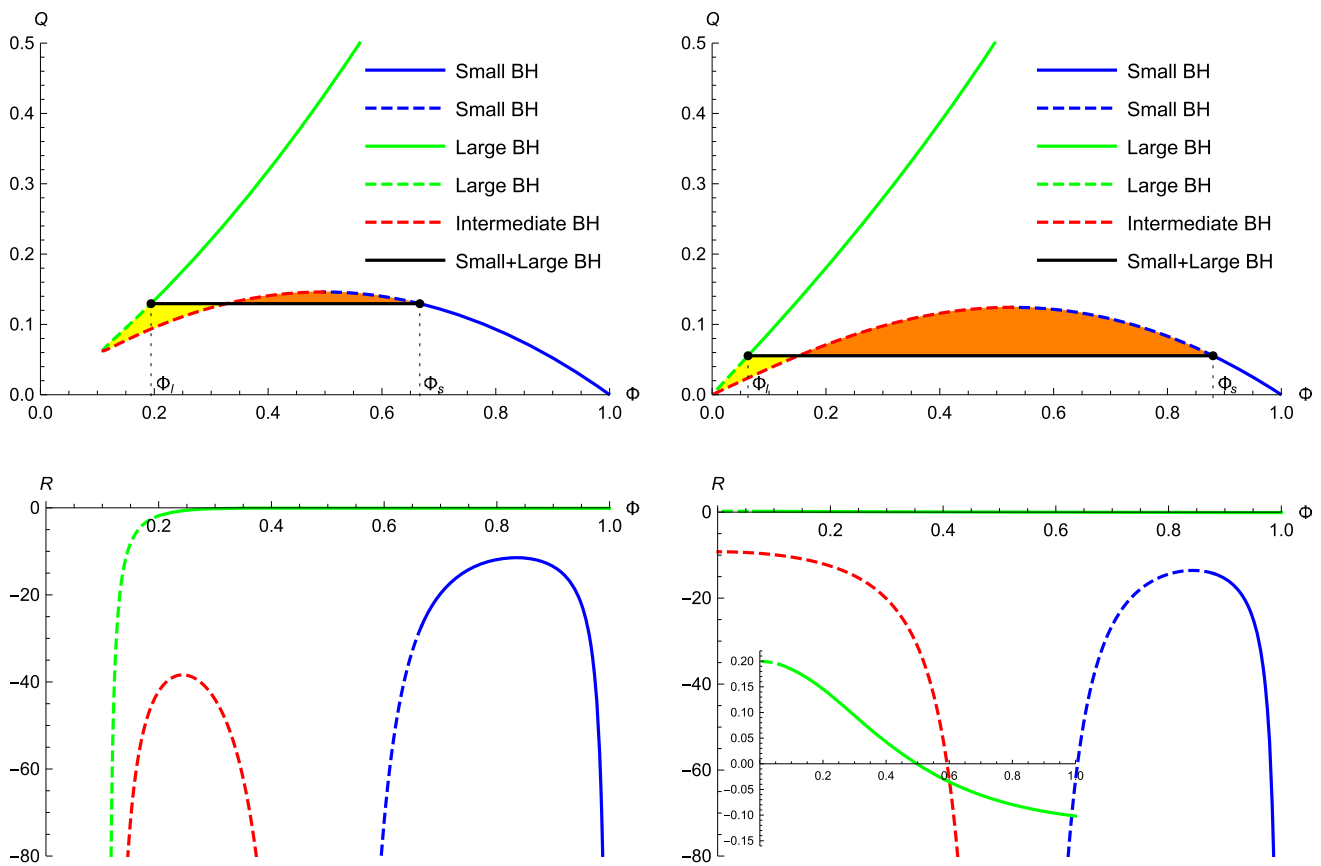 Q
0.5
0.4
0.3
0.2
0.1
0.0
0.0
0.2
0.4
0.6
0.8
1.0
Φ
Φl
Φs
Small BH
Small BH
Large BH
Large BH
Intermediate BH
Small+Large BH
Q
0.5
0.4
0.3
0.2
0.1
0.0
0.0
0.2
0.4
0.6
0.8
1.0
Φ
Φl
Φs
Small BH
Small BH
Large BH
Large BH
Intermediate BH
Small+Large BH
R
0
−20
−40
−60
−80
0.2
0.4
0.6
0.8
1.0
Φ
R
0
−20
−40
−60
−80
0.2
0.4
0.6
0.8
1.0
Φ
0.20
0.15
0.10
0.05
0.00
−0.05
−0.10
−0.15
0.2
0.4
0.6
0.8
1.0